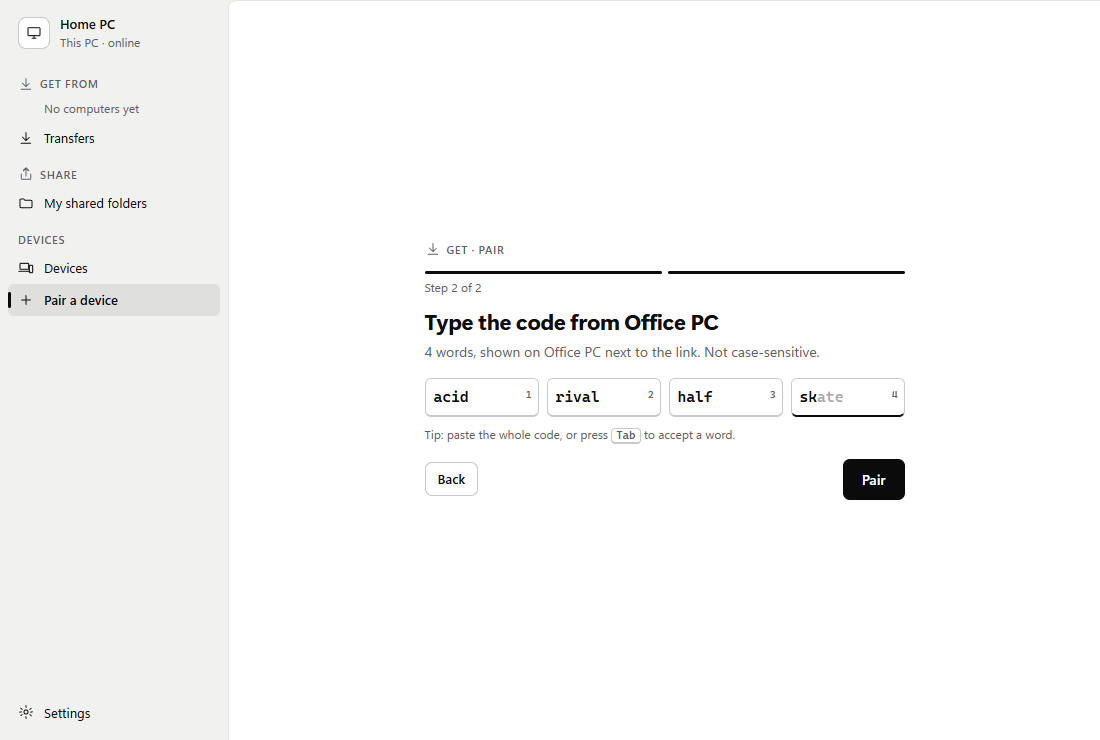 Home PC
This PC · online
GET FROM
No computers yet
Transfers
SHARE
My shared folders
DEVICES
Devices
Pair a device
Settings
GET · PAIR
Step 2 of 2
Type the code from Office PC
4 words, shown on Office PC next to the link. Not case-sensitive.
acid 1 rival 2 half 3 skate 4
Tip: paste the whole code, or press Tab to accept a word.
Back Pair